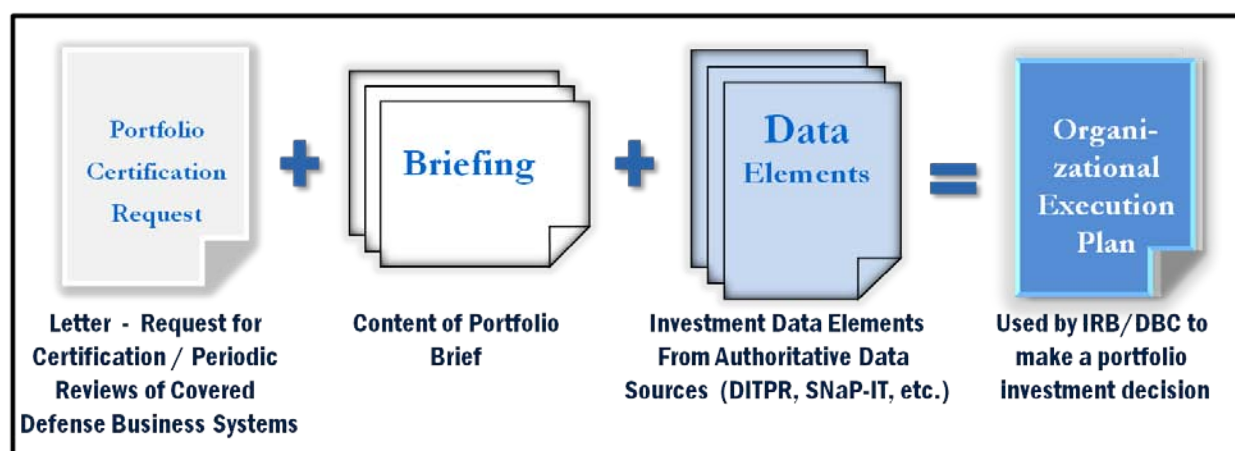 Portfolio
Certification
Request
Briefing
Data
Elements
Organi-
zational
Execution
Plan
Letter - Request for
Certification / Periodic
Reviews of Covered
Defense Business Systems
Content of Portfolio
Brief
Investment Data Elements
From Authoritative Data
Sources (DITPR, SNaP-IT, etc.)
Used by IRB/DBC to
make a portfolio
investment decision